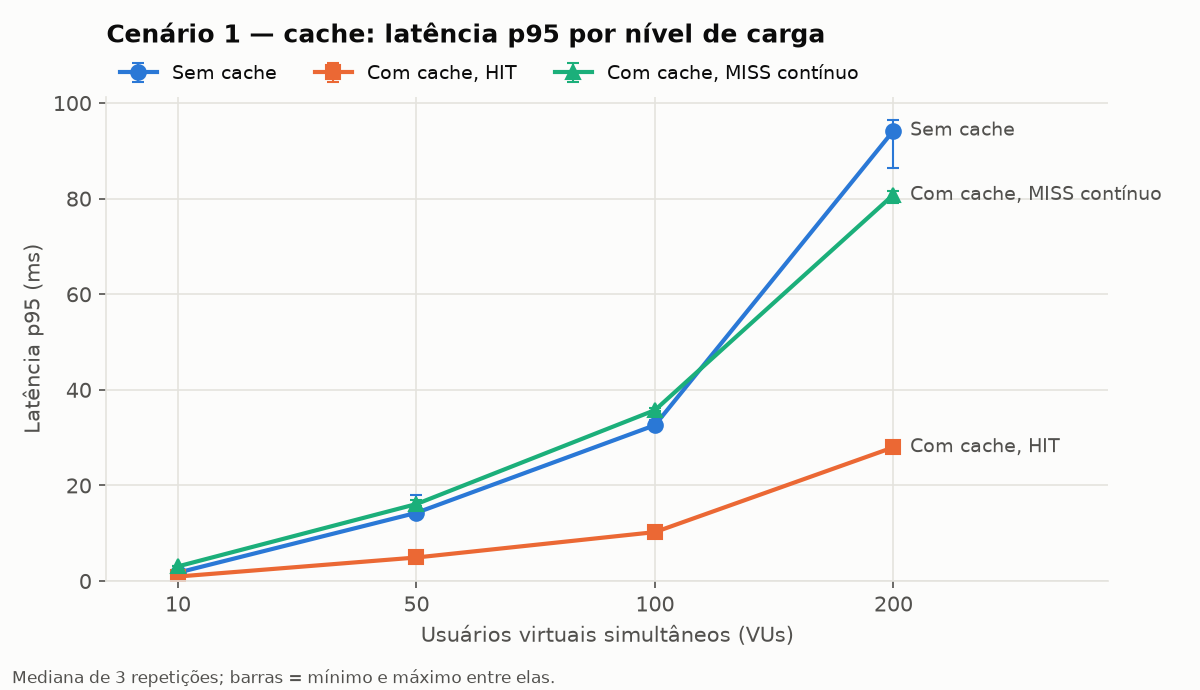 Cenário 1 — cache: latência p95 por nível de carga
Sem cache
Com cache, HIT
Com cache, MISS contínuo
100
80
60
40
20
0
Latência p95 (ms)
Sem cache
Com cache, MISS contínuo
Com cache, HIT
10
50
100
200
Usuários virtuais simultâneos (VUs)
Mediana de 3 repetições; barras = mínimo e máximo entre elas.